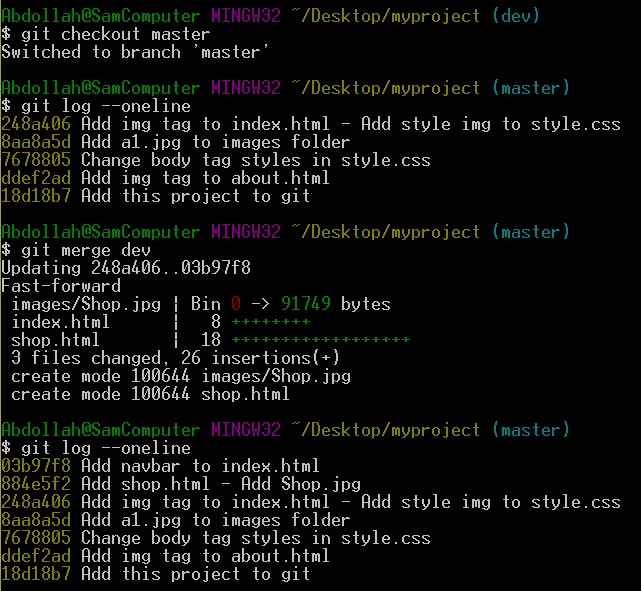 Abdollah@SamComputer MINGW32 ~/Desktop/myproject (dev)
$ git checkout master
Switched to branch 'master'
Abdollah@SamComputer MINGW32 ~/Desktop/myproject (master)
$ git log --oneline
248a406 Add img tag to index.html - Add style img to style.css
8aa8a5d Add a1.jpg to images folder
7678805 Change body tag styles in style.css
ddef2ad Add img tag to about.html
18d18b7 Add this project to git
Abdollah@SamComputer MINGW32 ~/Desktop/myproject (master)
$ git merge dev
Updating 248a406..03b97f8
Fast-forward
 images/Shop.jpg | Bin 0 -> 91749 bytes
 index.html      |   8 ++++++++
 shop.html       |  18 ++++++++++++++++++
 3 files changed, 26 insertions(+)
 create mode 100644 images/Shop.jpg
 create mode 100644 shop.html
Abdollah@SamComputer MINGW32 ~/Desktop/myproject (master)
$ git log --oneline
03b97f8 Add navbar to index.html
884e5f2 Add shop.html - Add Shop.jpg
248a406 Add img tag to index.html - Add style img to style.css
8aa8a5d Add a1.jpg to images folder
7678805 Change body tag styles in style.css
ddef2ad Add img tag to about.html
18d18b7 Add this project to git